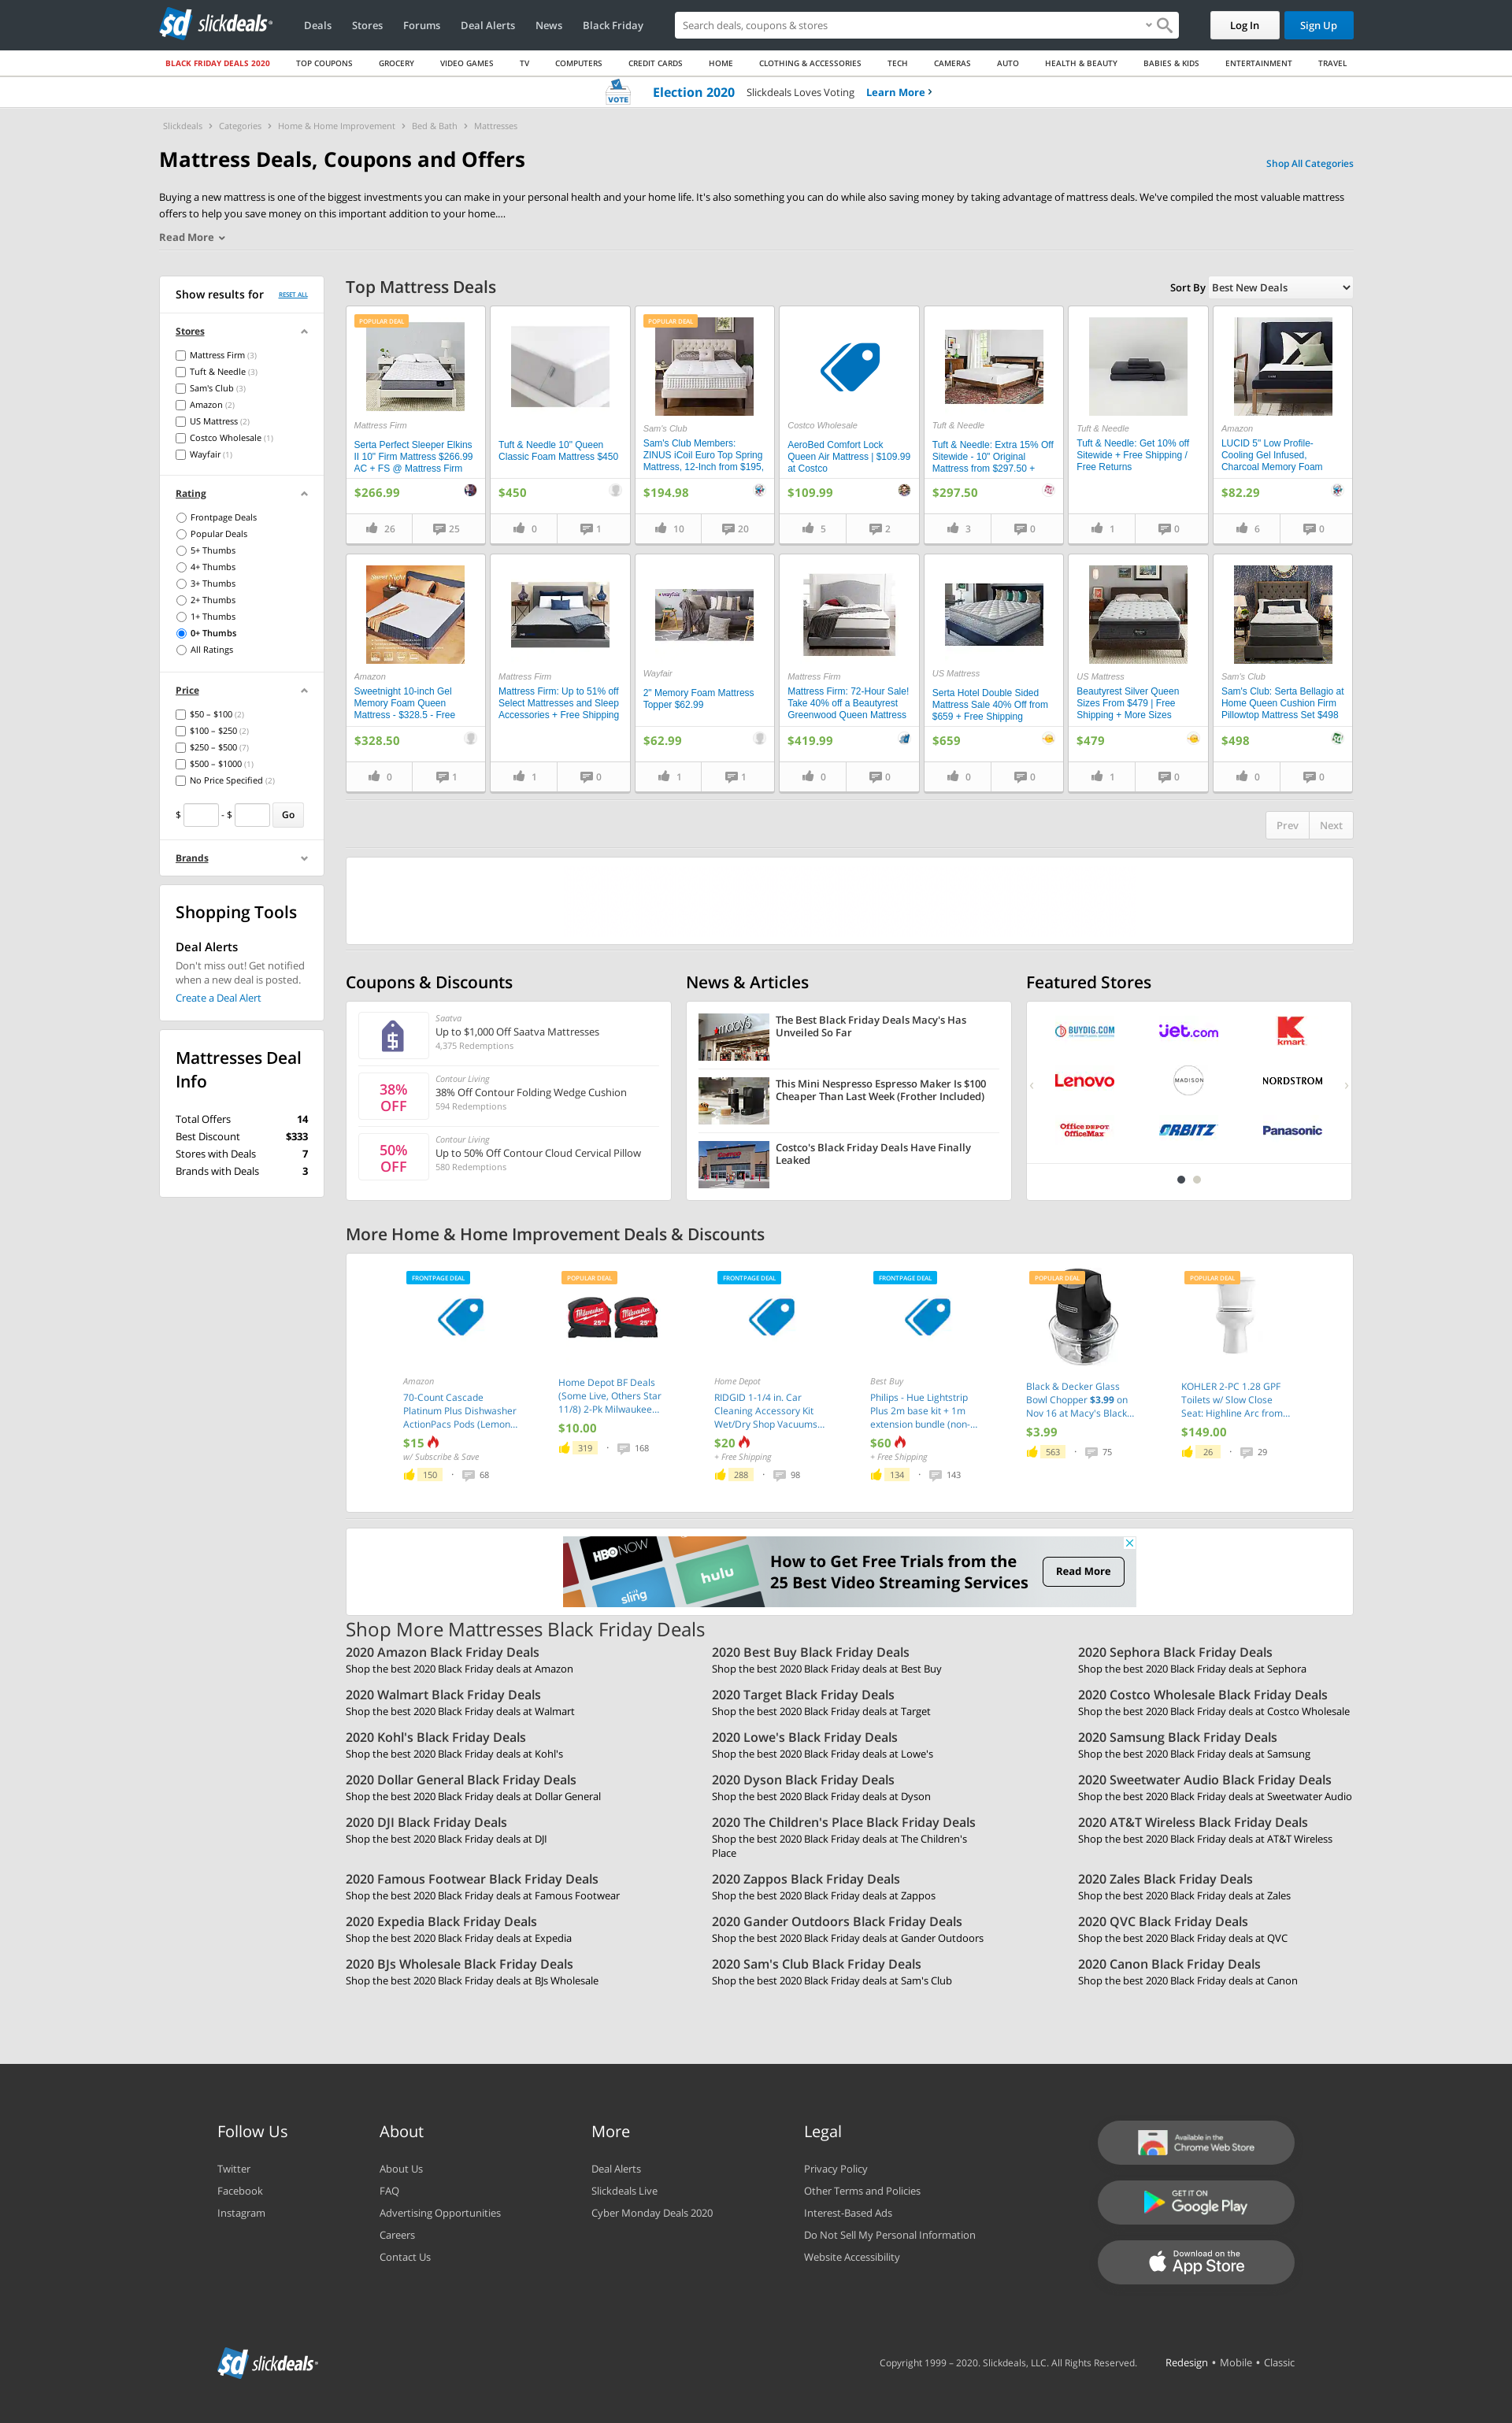 slickdeals
Deals
Stores
Forums
Deal Alerts
News
Black Friday
Search deals, coupons & stores
Log In
Sign Up
BLACK FRIDAY DEALS 2020
TOP COUPONS
GROCERY
VIDEO GAMES
TV
COMPUTERS
CREDIT CARDS
HOME
CLOTHING & ACCESSORIES
TECH
CAMERAS
AUTO
HEALTH & BEAUTY
BABIES & KIDS
ENTERTAINMENT
TRAVEL
VOTE
Election 2020 Slickdeals Loves Voting Learn More ›
Slickdeals › Categories › Home & Home Improvement › Bed & Bath › Mattresses
Mattress Deals, Coupons and Offers
Shop All Categories
Buying a new mattress is one of the biggest investments you can make in your personal health and your home life. It's also something you can do while also saving money by taking advantage of mattress deals. We've compiled the most valuable mattress
offers to help you save money on this important addition to your home....
Read More
Show results for
RESET ALL
Stores
Mattress Firm (3)
Tuft & Needle (3)
Sam's Club (3)
Amazon (2)
US Mattress (2)
Costco Wholesale (1)
Wayfair (1)
Rating
Frontpage Deals
Popular Deals
5+ Thumbs
4+ Thumbs
3+ Thumbs
2+ Thumbs
1+ Thumbs
0+ Thumbs
All Ratings
Price
$50 – $100 (2)
$100 – $250 (2)
$250 – $500 (7)
$500 – $1000 (1)
No Price Specified (2)
$ - $ Go
Brands
Shopping Tools
Deal Alerts
Don't miss out! Get notified
when a new deal is posted.
Create a Deal Alert
Mattresses Deal
Info
Total Offers 14
Best Discount $333
Stores with Deals 7
Brands with Deals 3
Top Mattress Deals
Sort By Best New Deals
POPULAR DEAL
Mattress Firm
Serta Perfect Sleeper Elkins
II 10" Firm Mattress $266.99
AC + FS @ Mattress Firm
$266.99
26 25
Tuft & Needle 10" Queen
Classic Foam Mattress $450
$450
0 1
POPULAR DEAL
Sam's Club
Sam's Club Members:
ZINUS iCoil Euro Top Spring
Mattress, 12-Inch from $195,
$194.98
10 20
Costco Wholesale
AeroBed Comfort Lock
Queen Air Mattress | $109.99
at Costco
$109.99
5 2
Tuft & Needle
Tuft & Needle: Extra 15% Off
Sitewide - 10" Original
Mattress from $297.50 +
$297.50
3 0
Tuft & Needle
Tuft & Needle: Get 10% off
Sitewide + Free Shipping /
Free Returns
1 0
Amazon
LUCID 5" Low Profile-
Cooling Gel Infused,
Charcoal Memory Foam
$82.29
6 0
Sweet Night
Amazon
Sweetnight 10-inch Gel
Memory Foam Queen
Mattress - $328.5 - Free
$328.50
0 1
Mattress Firm
Mattress Firm: Up to 51% off
Select Mattresses and Sleep
Accessories + Free Shipping
1 0
wayfair
Wayfair
2" Memory Foam Mattress
Topper $62.99
$62.99
1 1
Mattress Firm
Mattress Firm: 72-Hour Sale!
Take 40% off a Beautyrest
Greenwood Queen Mattress
$419.99
0 0
US Mattress
Serta Hotel Double Sided
Mattress Sale 40% Off from
$659 + Free Shipping
$659
0 0
US Mattress
Beautyrest Silver Queen
Sizes From $479 | Free
Shipping + More Sizes
$479
1 0
Sam's Club
Sam's Club: Serta Bellagio at
Home Queen Cushion Firm
Pillowtop Mattress Set $498
$498
0 0
Prev Next
Coupons & Discounts
Saatva
Up to $1,000 Off Saatva Mattresses
4,375 Redemptions
38%
OFF
Contour Living
38% Off Contour Folding Wedge Cushion
594 Redemptions
50%
OFF
Contour Living
Up to 50% Off Contour Cloud Cervical Pillow
580 Redemptions
News & Articles
macy's
The Best Black Friday Deals Macy's Has
Unveiled So Far
This Mini Nespresso Espresso Maker Is $100
Cheaper Than Last Week (Frother Included)
Costco's Black Friday Deals Have Finally
Leaked
Featured Stores
BUYDIG.COM
Jet.com
kmart
Lenovo
MADISON
NORDSTROM
Office DEPOT
OfficeMax
ORBITZ
Panasonic
More Home & Home Improvement Deals & Discounts
FRONTPAGE DEAL
Amazon
70-Count Cascade
Platinum Plus Dishwasher
ActionPacs Pods (Lemon...
$15
w/ Subscribe & Save
150 · 68
POPULAR DEAL
Milwaukee Milwaukee
25' 25'
Home Depot BF Deals
(Some Live, Others Star
11/8) 2-Pk Milwaukee...
$10.00
319 · 168
FRONTPAGE DEAL
Home Depot
RIDGID 1-1/4 in. Car
Cleaning Accessory Kit
Wet/Dry Shop Vacuums...
$20
+ Free Shipping
288 · 98
FRONTPAGE DEAL
Best Buy
Philips - Hue Lightstrip
Plus 2m base kit + 1m
extension bundle (non-...
$60
+ Free Shipping
134 · 143
POPULAR DEAL
Black & Decker Glass
Bowl Chopper $3.99 on
Nov 16 at Macy's Black...
$3.99
563 · 75
POPULAR DEAL
KOHLER 2-PC 1.28 GPF
Toilets w/ Slow Close
Seat: Highline Arc from...
$149.00
26 · 29
HBO NOW
sling
hulu
How to Get Free Trials from the
25 Best Video Streaming Services
Read More
Shop More Mattresses Black Friday Deals
2020 Amazon Black Friday Deals
Shop the best 2020 Black Friday deals at Amazon
2020 Best Buy Black Friday Deals
Shop the best 2020 Black Friday deals at Best Buy
2020 Sephora Black Friday Deals
Shop the best 2020 Black Friday deals at Sephora
2020 Walmart Black Friday Deals
Shop the best 2020 Black Friday deals at Walmart
2020 Target Black Friday Deals
Shop the best 2020 Black Friday deals at Target
2020 Costco Wholesale Black Friday Deals
Shop the best 2020 Black Friday deals at Costco Wholesale
2020 Kohl's Black Friday Deals
Shop the best 2020 Black Friday deals at Kohl's
2020 Lowe's Black Friday Deals
Shop the best 2020 Black Friday deals at Lowe's
2020 Samsung Black Friday Deals
Shop the best 2020 Black Friday deals at Samsung
2020 Dollar General Black Friday Deals
Shop the best 2020 Black Friday deals at Dollar General
2020 Dyson Black Friday Deals
Shop the best 2020 Black Friday deals at Dyson
2020 Sweetwater Audio Black Friday Deals
Shop the best 2020 Black Friday deals at Sweetwater Audio
2020 DJI Black Friday Deals
Shop the best 2020 Black Friday deals at DJI
2020 The Children's Place Black Friday Deals
Shop the best 2020 Black Friday deals at The Children's
Place
2020 AT&T Wireless Black Friday Deals
Shop the best 2020 Black Friday deals at AT&T Wireless
2020 Famous Footwear Black Friday Deals
Shop the best 2020 Black Friday deals at Famous Footwear
2020 Zappos Black Friday Deals
Shop the best 2020 Black Friday deals at Zappos
2020 Zales Black Friday Deals
Shop the best 2020 Black Friday deals at Zales
2020 Expedia Black Friday Deals
Shop the best 2020 Black Friday deals at Expedia
2020 Gander Outdoors Black Friday Deals
Shop the best 2020 Black Friday deals at Gander Outdoors
2020 QVC Black Friday Deals
Shop the best 2020 Black Friday deals at QVC
2020 BJs Wholesale Black Friday Deals
Shop the best 2020 Black Friday deals at BJs Wholesale
2020 Sam's Club Black Friday Deals
Shop the best 2020 Black Friday deals at Sam's Club
2020 Canon Black Friday Deals
Shop the best 2020 Black Friday deals at Canon
Follow Us
Twitter
Facebook
Instagram
About
About Us
FAQ
Advertising Opportunities
Careers
Contact Us
More
Deal Alerts
Slickdeals Live
Cyber Monday Deals 2020
Legal
Privacy Policy
Other Terms and Policies
Interest-Based Ads
Do Not Sell My Personal Information
Website Accessibility
Available in the
Chrome Web Store
GET IT ON
Google Play
Download on the
App Store
slickdeals
Copyright 1999 – 2020. Slickdeals, LLC. All Rights Reserved.
Redesign • Mobile • Classic